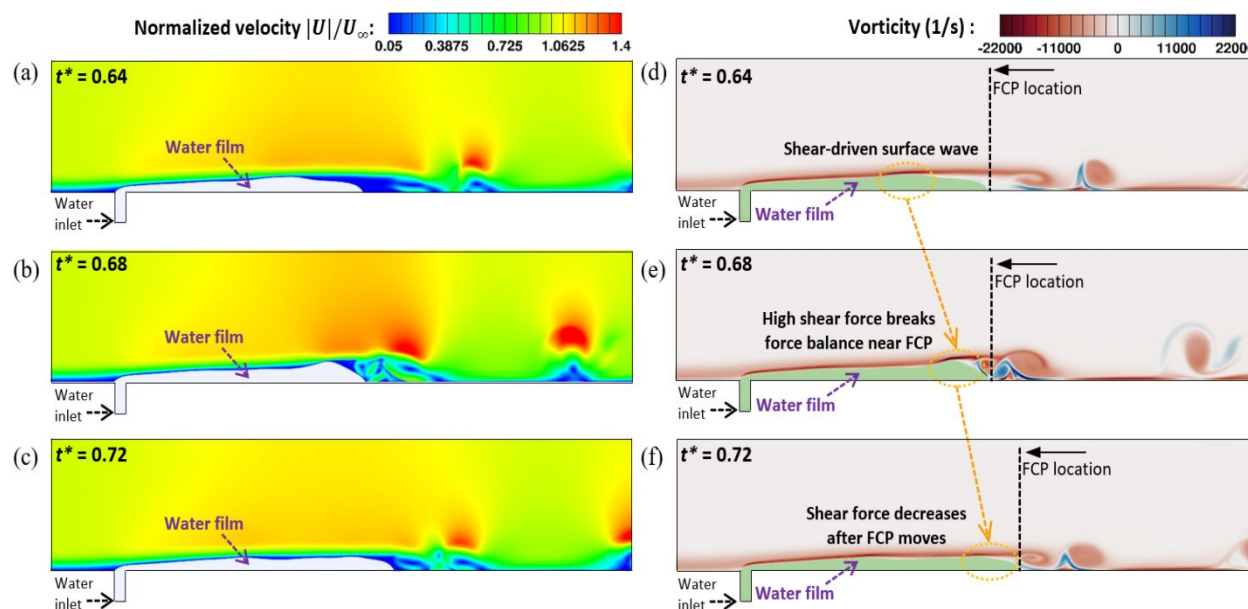 Normalized velocity |U|/U∞:
0.05 0.3875 0.725 1.0625 1.4
Vorticity (1/s) :
-22000 -11000 0 11000 2200
(a)
t* = 0.64
Water film
Water
inlet
(b)
t* = 0.68
Water film
Water
inlet
(c)
t* = 0.72
Water film
Water
inlet
(d)
t* = 0.64
FCP location
Shear-driven surface wave
Water film
Water
inlet
(e)
t* = 0.68
FCP location
High shear force breaks
force balance near FCP
Water film
Water
inlet
(f)
t* = 0.72
FCP location
Shear force decreases
after FCP moves
Water film
Water
inlet